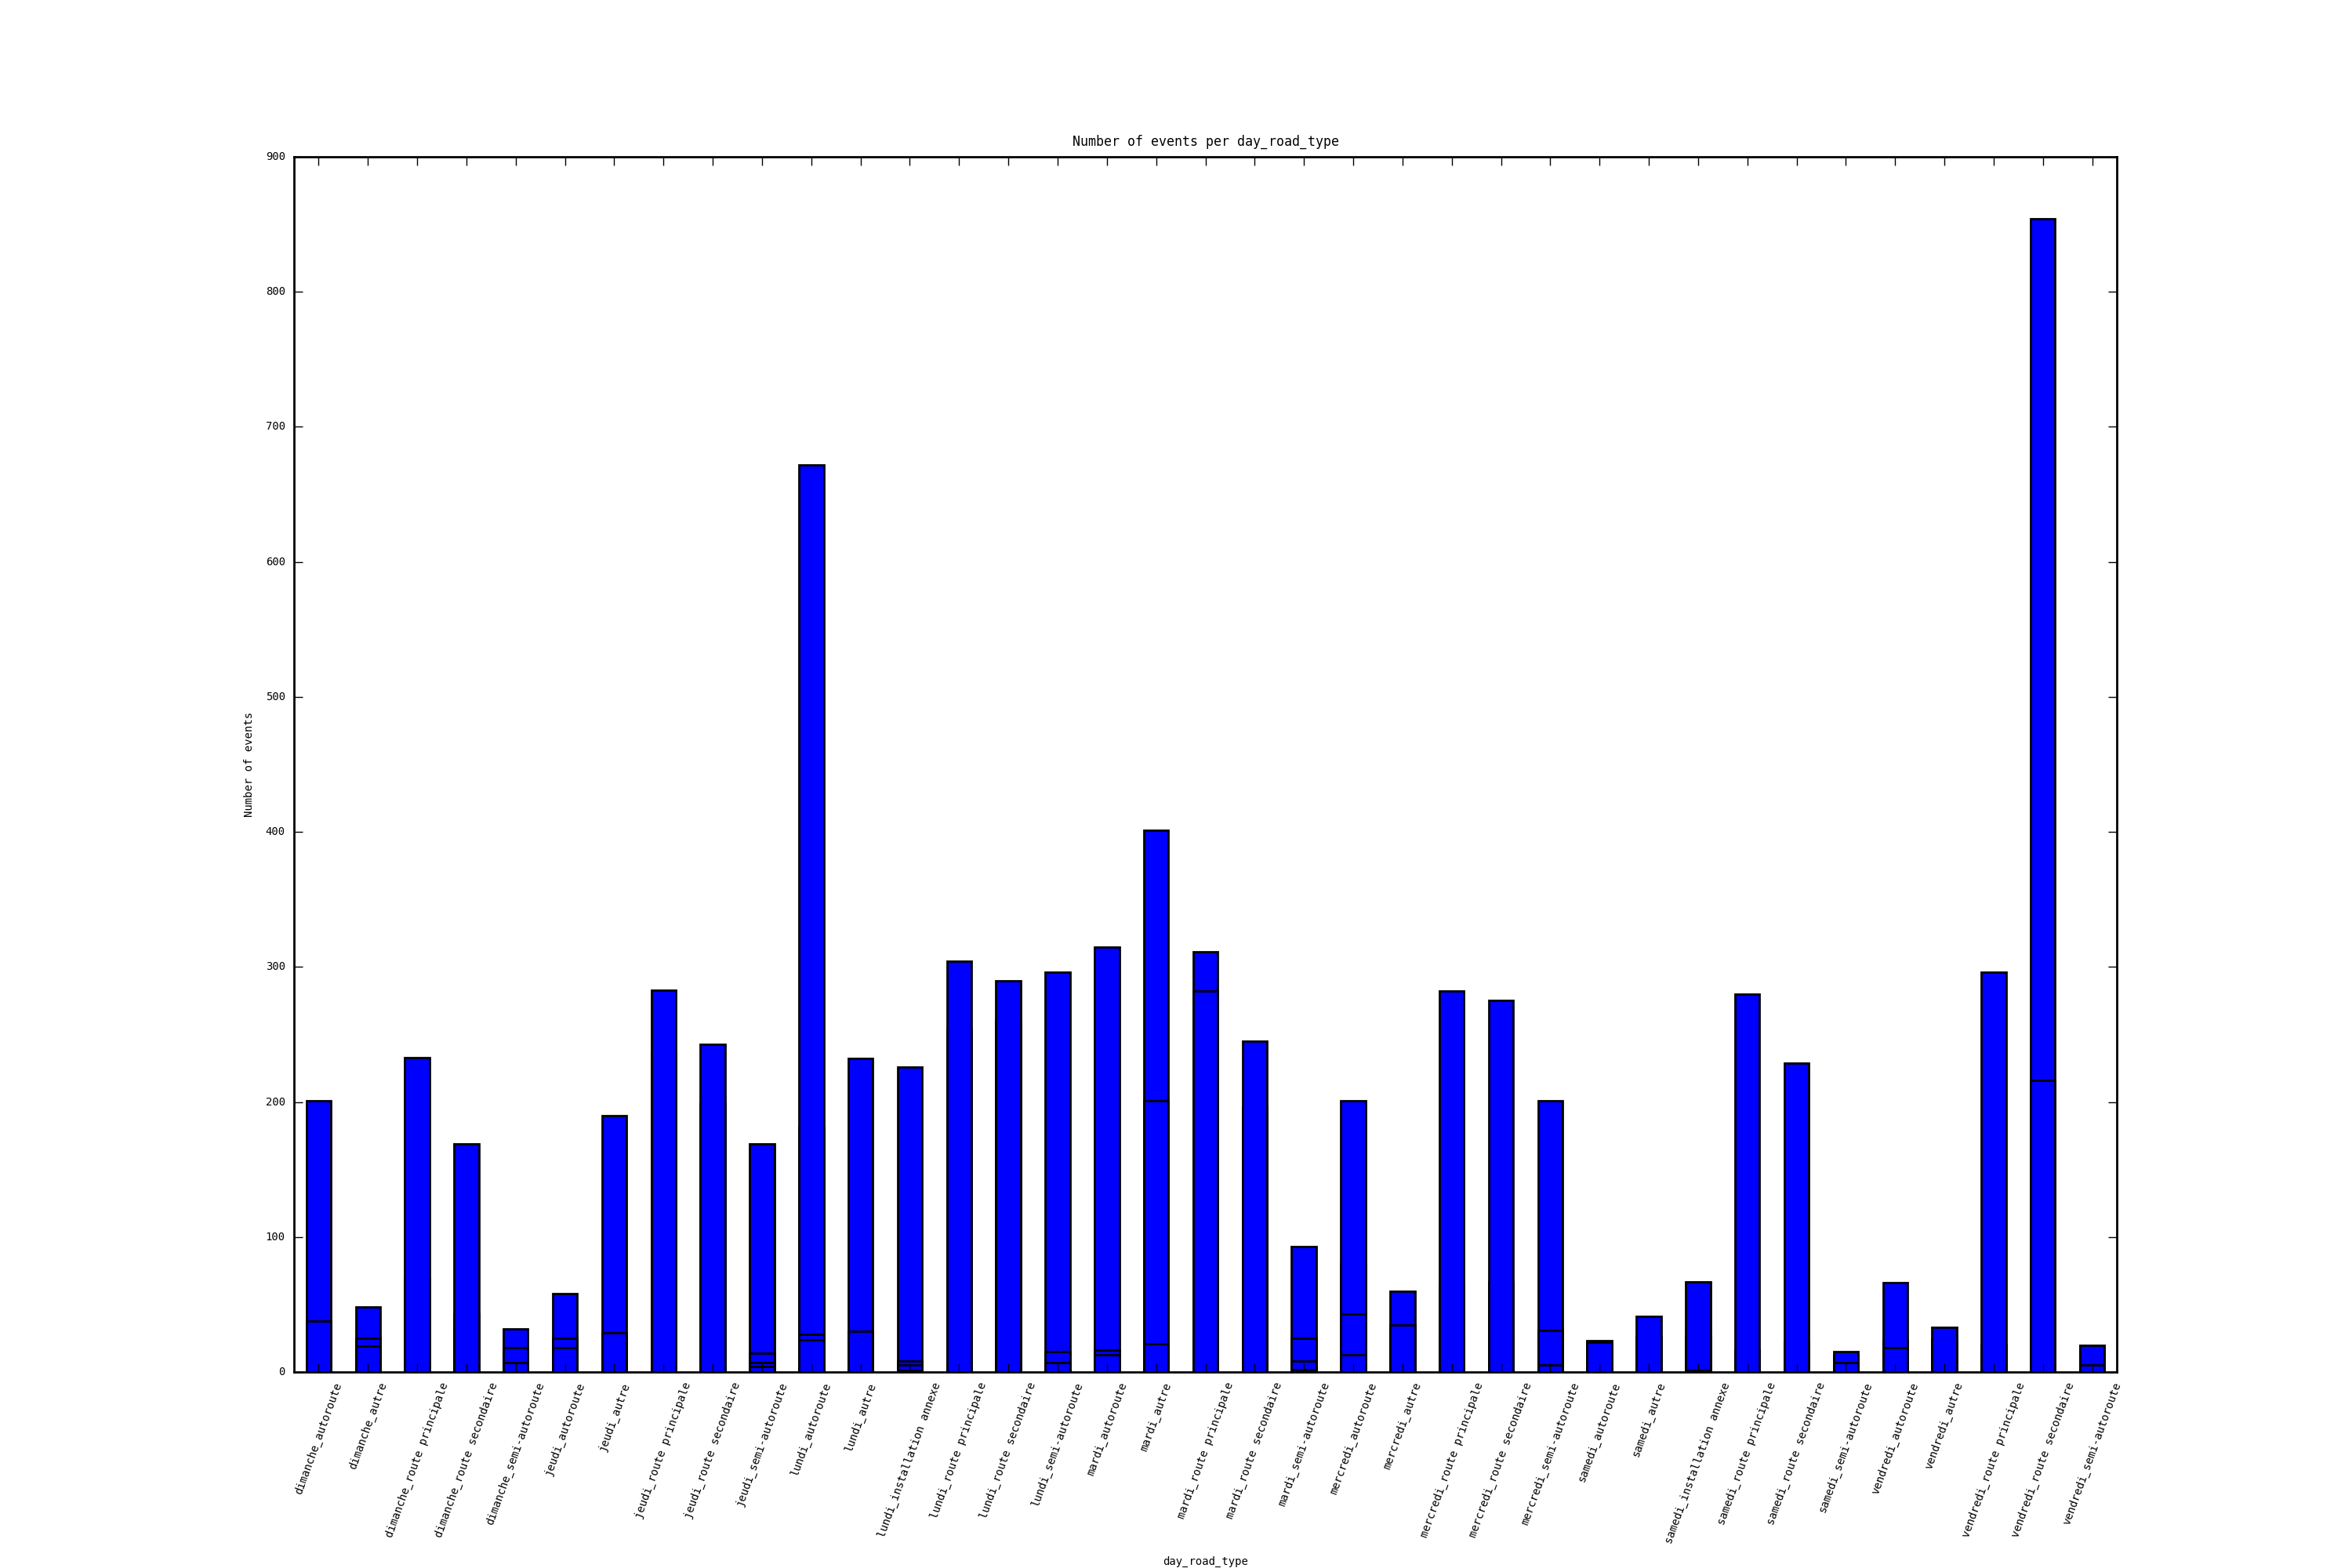 Number of events per day_road_type
900
800
700
600
500
400
300
200
100
0
Number of events
dimanche_autoroute
dimanche_autre
dimanche_route principale
dimanche_route secondaire
dimanche_semi-autoroute
jeudi_autoroute
jeudi_autre
jeudi_route principale
jeudi_route secondaire
jeudi_semi-autoroute
lundi_autoroute
lundi_autre
lundi_installation annexe
lundi_route principale
lundi_route secondaire
lundi_semi-autoroute
mardi_autoroute
mardi_autre
mardi_route principale
mardi_route secondaire
mardi_semi-autoroute
mercredi_autoroute
mercredi_autre
mercredi_route principale
mercredi_route secondaire
mercredi_semi-autoroute
samedi_autoroute
samedi_autre
samedi_installation annexe
samedi_route principale
samedi_route secondaire
samedi_semi-autoroute
vendredi_autoroute
vendredi_autre
vendredi_route principale
vendredi_route secondaire
vendredi_semi-autoroute
day_road_type